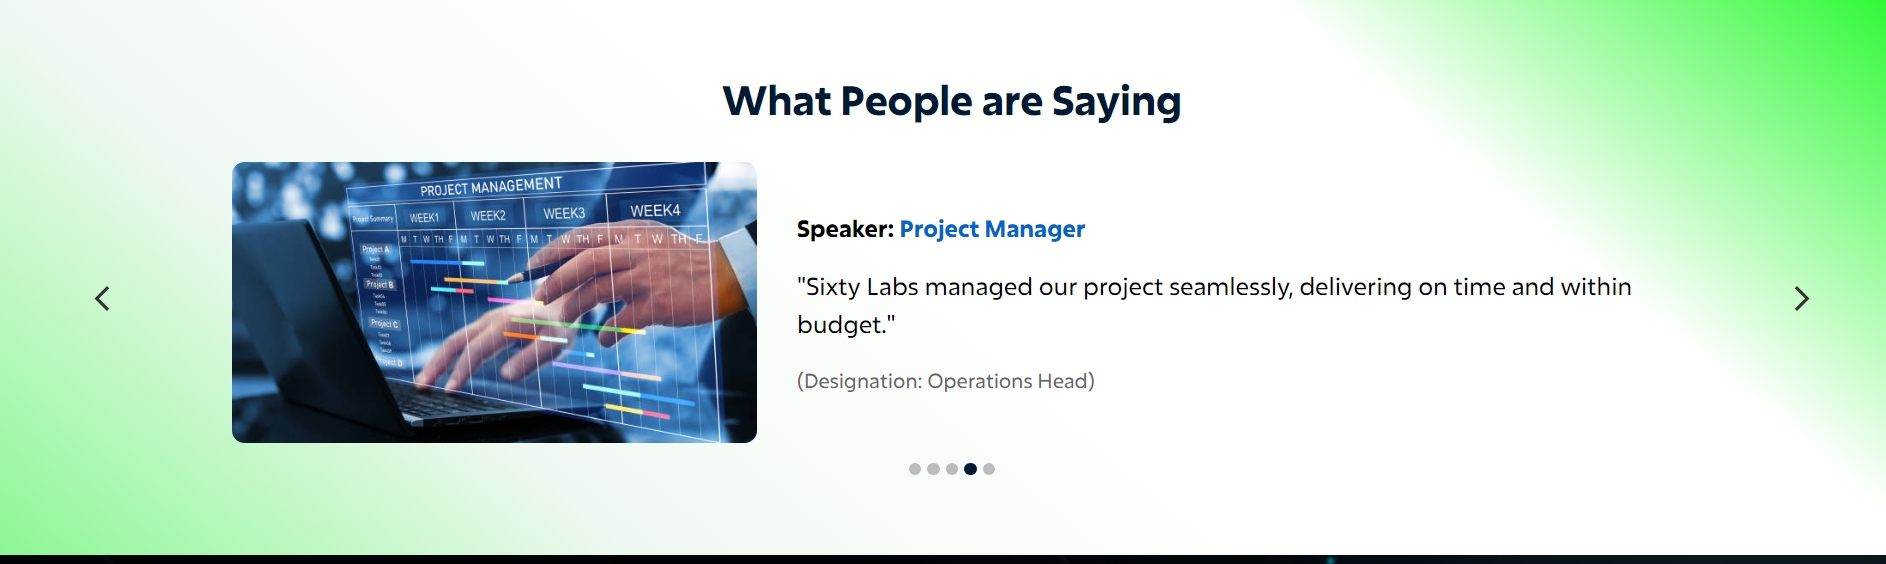 What People are Saying
PROJECT MANAGEMENT
Project Summary WEEK1 WEEK2 WEEK3 WEEK4
M T W TH F M T W TH F M T W TH F M T W TH F
Project A
Project B
Project C
Project D
Speaker: Project Manager
"Sixty Labs managed our project seamlessly, delivering on time and within
budget."
(Designation: Operations Head)